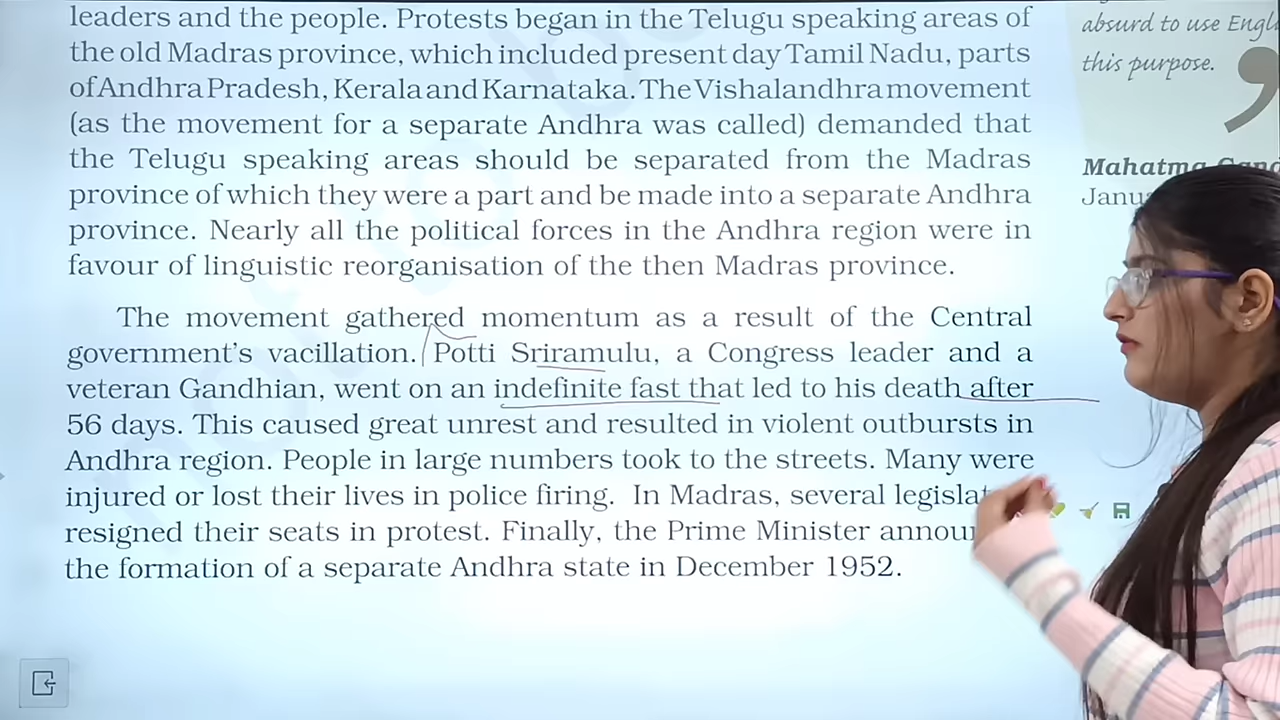 leaders and the people. Protests began in the Telugu speaking areas of
the old Madras province, which included present day Tamil Nadu, parts
of Andhra Pradesh, Kerala and Karnataka. The Vishalandhra movement
(as the movement for a separate Andhra was called) demanded that
the Telugu speaking areas should be separated from the Madras
province of which they were a part and be made into a separate Andhra
province. Nearly all the political forces in the Andhra region were in
favour of linguistic reorganisation of the then Madras province.
The movement gathered momentum as a result of the Central
government's vacillation. Potti Sriramulu, a Congress leader and a
veteran Gandhian, went on an indefinite fast that led to his death after
56 days. This caused great unrest and resulted in violent outbursts in
Andhra region. People in large numbers took to the streets. Many were
injured or lost their lives in police firing. In Madras, several
resigned their seats in protest. Finally, the Prime Minister
the formation of a separate Andhra state in December 1952.
absurd to use
this purpose.